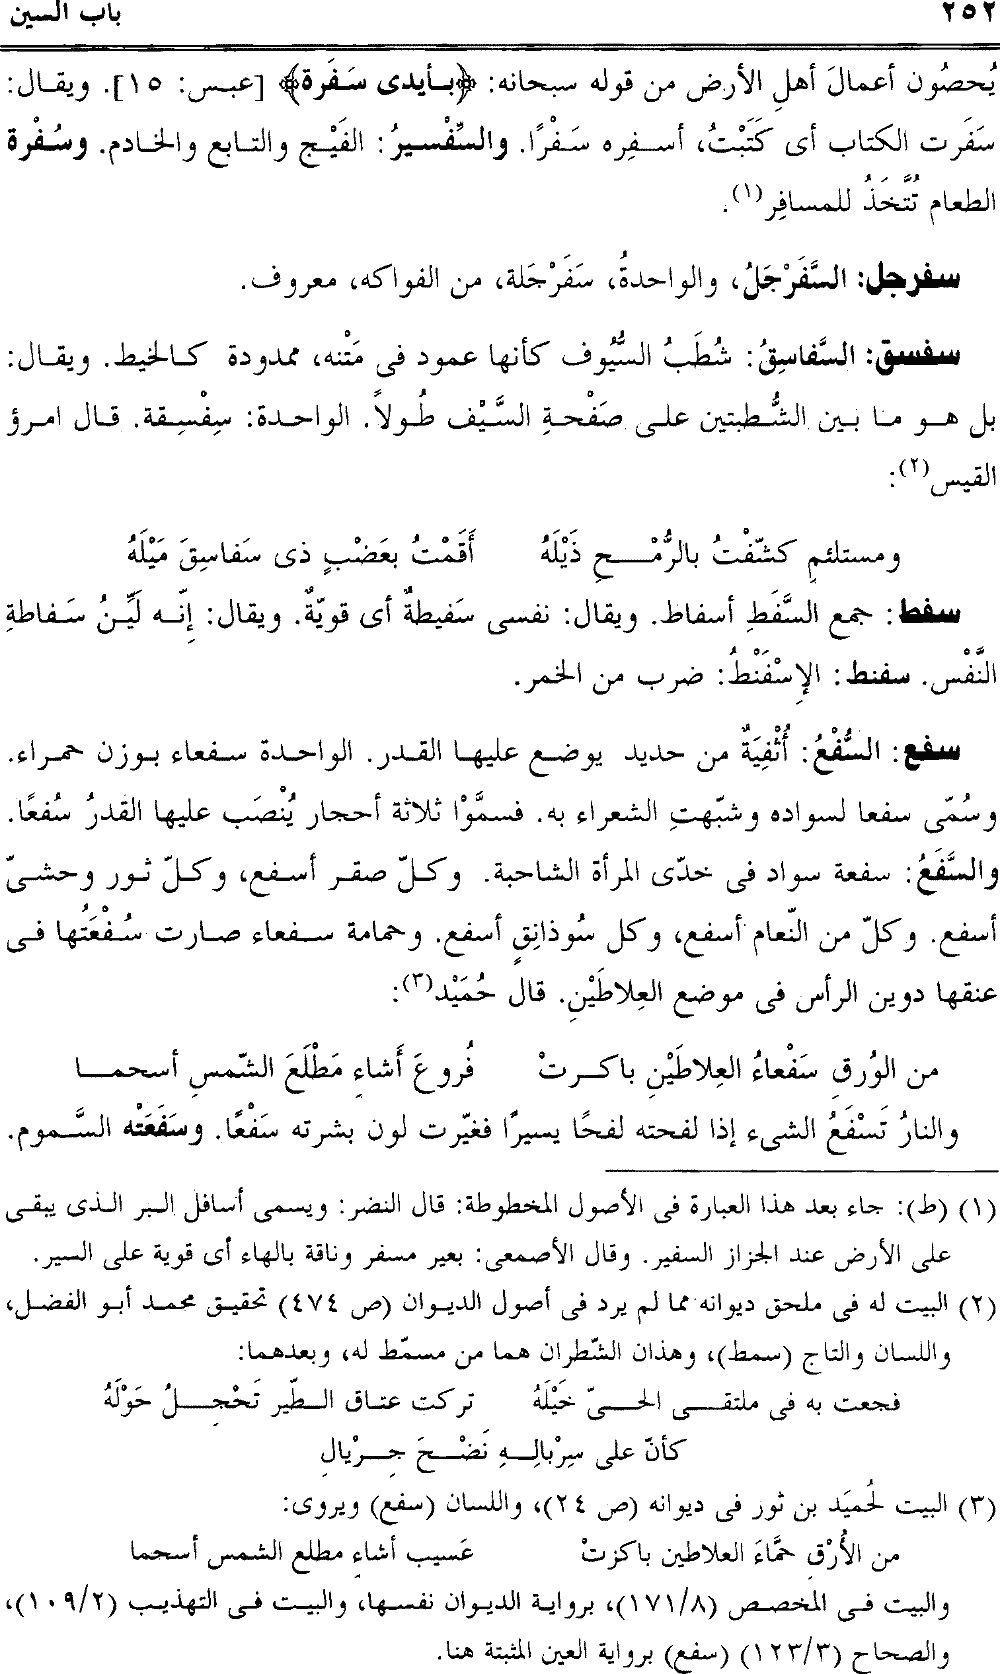 ٢٥٢ باب السين
يُحصُون أعمالَ أهلِ الأرض من قوله سبحانه: ﴿بأيدى سَفَرة﴾ [عبس: ١٥]. ويقال:
سَفَرت الكتاب أى كَتَبْتُ، أسفِره سَفْرًا. والسِّفْسيرُ: الفَيْج والتابع والخادم. وسُفْرة
الطعام تُتَّخَذُ للمسافِر(١).
سفرجل: السَّفَرْجَلُ، والواحدةُ، سَفَرْجَلة، من الفواكه، معروف.
سفسق: السَّفاسِقُ: شُطَبُ السُّيُوف كأنها عمود فى مَتْنه، ممدودة كالخيط. ويقال:
بل هو ما بين الشُّطبتين على صَفْحةِ السَّيْف طُولاً. الواحدة: سِفْسِقة. قال امرؤ
القيس(٢):
ومستلئمٍ كشّفْتُ بالرُّمْحِ ذَيْلَهُ أَقَمْتُ بعَضْبٍ ذى سَفاسِقَ مَيْلَهُ
سفط: جمع السَّفَطِ أسفاط. ويقال: نفسى سَفيطةٌ أى قويّةٌ. ويقال: إنّه لَيِّنُ سَفاطةِ
النَّفْس. سفنط: الإسْفَنْطُ: ضرب من الخمر.
سفع: السُّفْعُ: أُثْفِيَةٌ من حديد يوضع عليها القدر. الواحدة سفعاء بوزن حمراء.
وسُمّى سفعا لسواده وشبّهتِ الشعراء به. فسمَّوْا ثلاثة أحجار يُنْصَب عليها القدرُ سُفعًا.
والسَّفَعُ: سفعة سواد فى خدّى المرأة الشاحبة. وكلّ صقر أسفع، وكلّ ثور وحشىّ
أسفع. وكلّ من النّعام أسفع، وكل سُوذانِقٍ أسفع. وحمامة سفعاء صارت سُفْعَتُها فى
عنقها دوين الرأس فى موضع العِلاطَيْنِ. قال حُمَيْد(٣):
من الوُرقِ سَفْعاءُ العِلاطَيْنِ باكرتْ فُروعَ أَشاءٍ مَطْلَعَ الشّمسِ أسحما
والنارُ تَسْفَعُ الشىء إذا لفحته لفحًا يسيرًا فغيّرت لون بشرته سَفْعًا. وسَفَعَتْه السَّموم.
(١) (ط): جاء بعد هذا العبارة فى الأصول المخطوطة: قال النضر: ويسمى أسافل البر الذى يبقى
على الأرض عند الجزاز السفير. وقال الأصمعى: بعير مسفر وناقة بالهاء أى قوية على السير.
(٢) البيت له فى ملحق ديوانه مما لم يرد فى أصول الديوان (ص ٤٧٤) تحقيق محمد أبو الفضل،
واللسان والتاج (سمط)، وهذان الشّطران هما من مسمّط له، وبعدهما:
فجعت به فى ملتقى الحىّ خَيْلَهُ تركت عتاق الطّير تَحْجلُ حَوْلَهُ
كأنّ على سِرْبالِهِ نَضْحَ جِرْيالِ
(٣) البيت لحُميَد بن ثور فى ديوانه (ص ٢٤)، واللسان (سفع) ويروى:
من الأُرْقِ حمَّاءَ العلاطين باكرتْ عَسيب أشاء مطلع الشمس أسحما
والبيت فى المخصص (١٧١/٨)، برواية الديوان نفسها، والبيت فى التهذيب (١٠٩/٢)،
والصحاح (١٢٣/٣) (سفع) برواية العين المثبتة هنا.